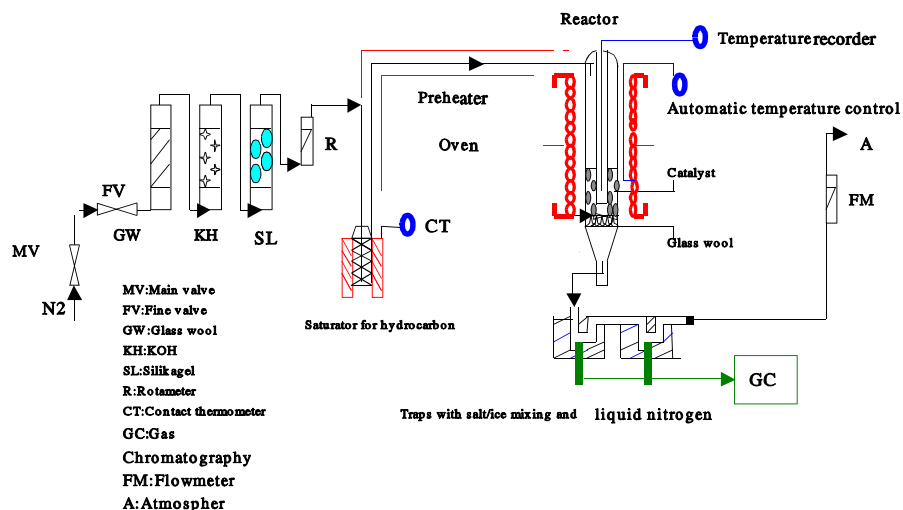 Reactor
Temperature recorder
Preheater
Automatic temperature control
Oven
R
A
Catalyst
FV
FM
GW
KH
SL
CT
MV
Glass wool
N2
MV:Main valve
FV:Fine valve
GW:Glass wool
KH:KOH
SL:Silikagel
R:Rotameter
CT:Contact thermometer
GC:Gas
Chromatography
FM:Flowmeter
A:Atmospher
Saturator for hydrocarbon
GC
Traps with salt/ice mixing and liquid nitrogen